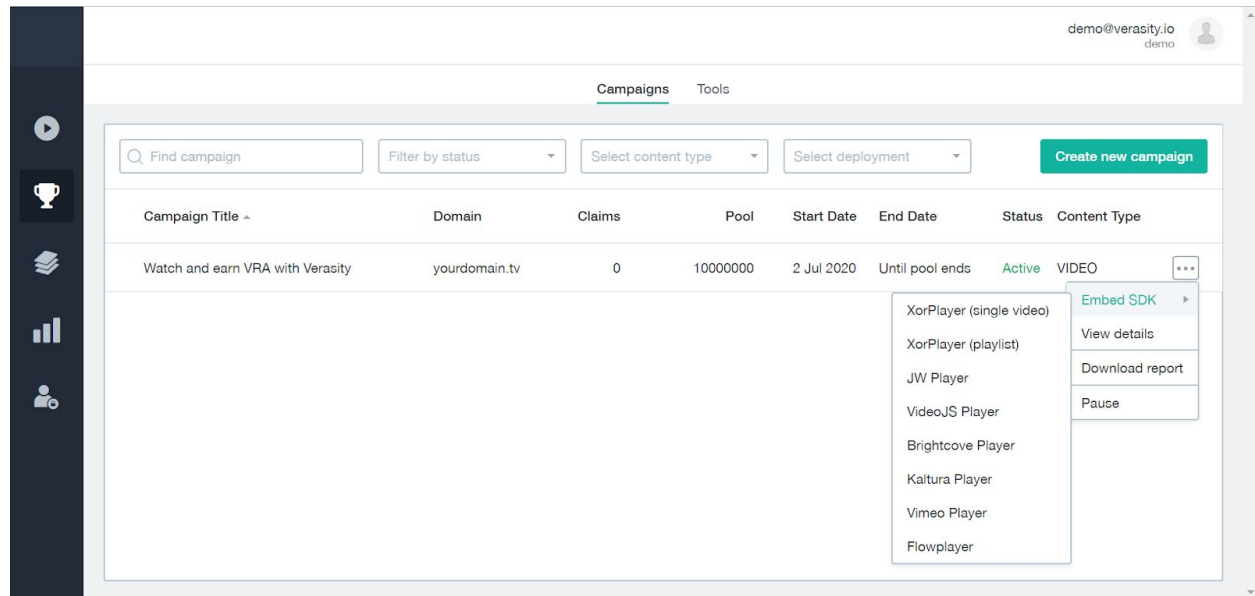 demo@verasity.io
demo
Campaigns Tools
Find campaign Filter by status Select content type Select deployment Create new campaign
Campaign Title Domain Claims Pool Start Date End Date Status Content Type
Watch and earn VRA with Verasity yourdomain.tv 0 10000000 2 Jul 2020 Until pool ends Active VIDEO
Embed SDK
View details
Download report
Pause
XorPlayer (single video)
XorPlayer (playlist)
JW Player
VideoJS Player
Brightcove Player
Kaltura Player
Vimeo Player
Flowplayer